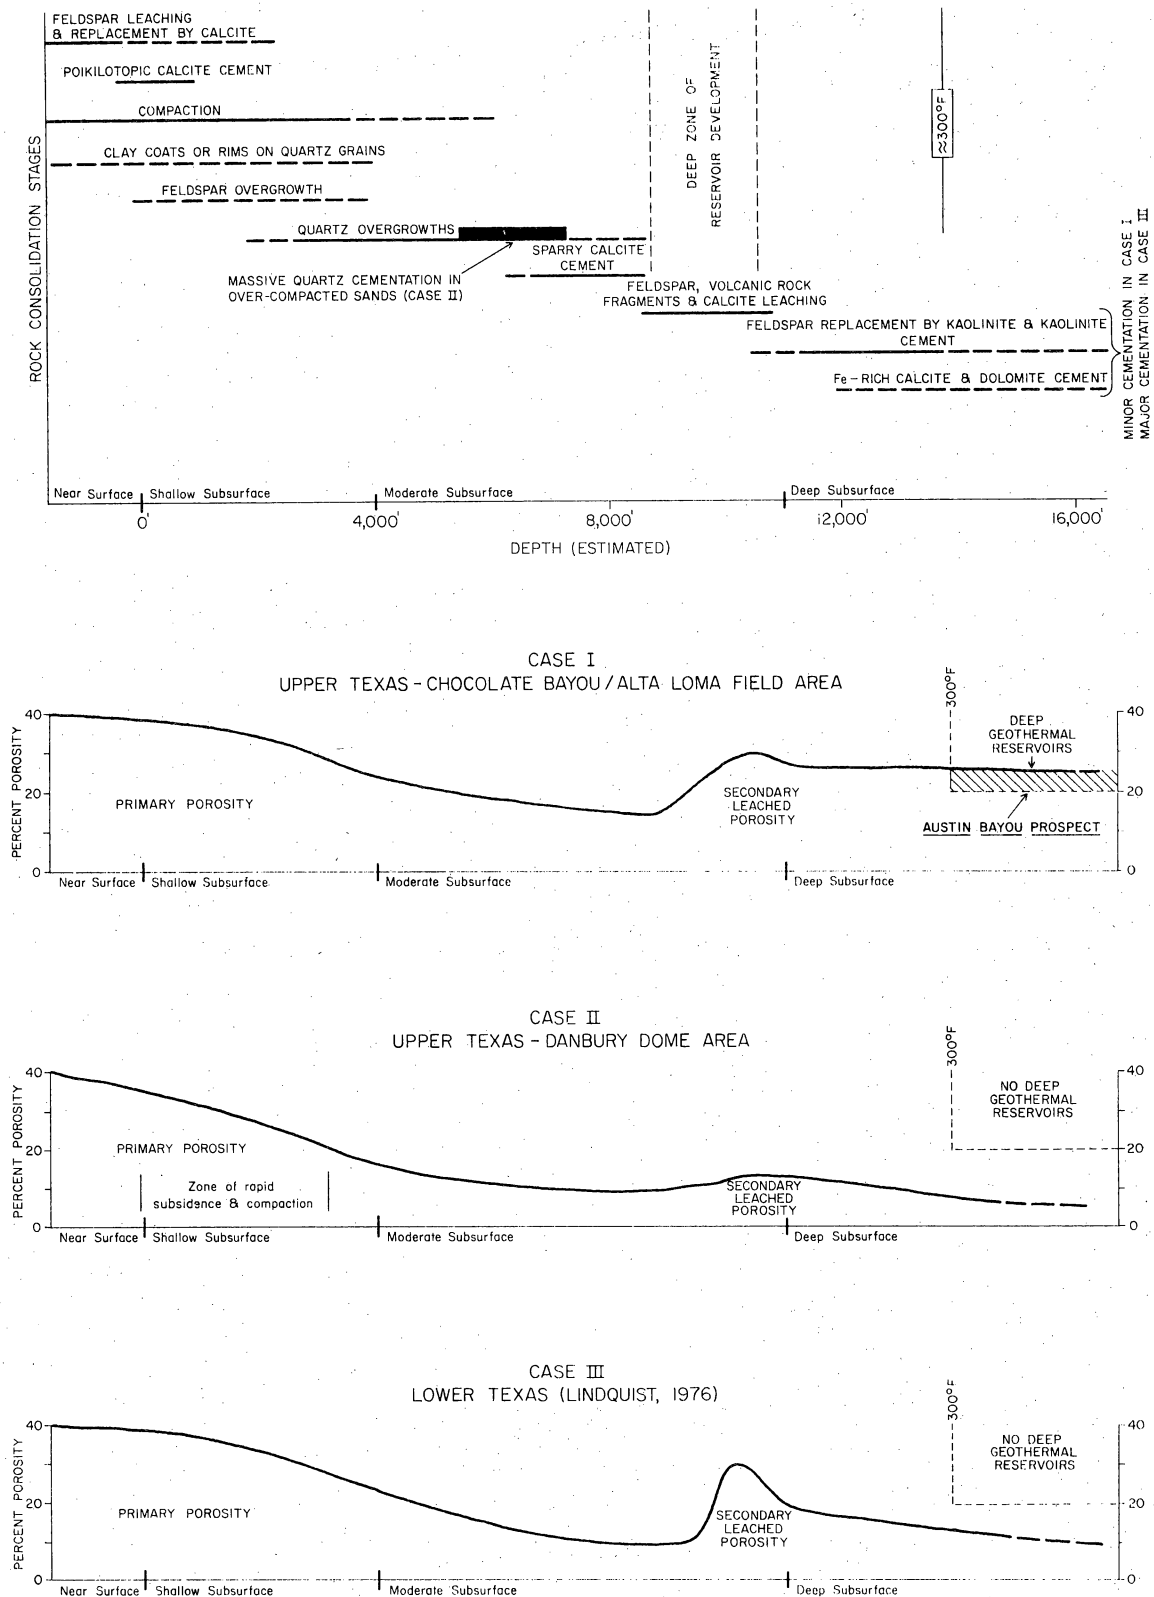 FELDSPAR LEACHING
& REPLACEMENT BY CALCITE
POIKILOTOPIC CALCITE CEMENT
COMPACTION
CLAY COATS OR RIMS ON QUARTZ GRAINS
FELDSPAR OVERGROWTH
QUARTZ OVERGROWTHS
MASSIVE QUARTZ CEMENTATION IN
OVER-COMPACTED SANDS (CASE II)
SPARRY CALCITE
CEMENT
DEEP ZONE OF
RESERVOIR DEVELOPMENT
≈300°F
FELDSPAR, VOLCANIC ROCK
FRAGMENTS & CALCITE LEACHING
FELDSPAR REPLACEMENT BY KAOLINITE & KAOLINITE
CEMENT
Fe-RICH CALCITE & DOLOMITE CEMENT
MINOR CEMENTATION IN CASE I
MAJOR CEMENTATION IN CASE III
ROCK CONSOLIDATION STAGES
Near Surface Shallow Subsurface Moderate Subsurface Deep Subsurface
0' 4,000' 8,000' 12,000' 16,000'
DEPTH (ESTIMATED)
CASE I
UPPER TEXAS-CHOCOLATE BAYOU/ALTA LOMA FIELD AREA
PERCENT POROSITY
40
20
0
PRIMARY POROSITY
SECONDARY
LEACHED
POROSITY
300°F
DEEP
GEOTHERMAL
RESERVOIRS
AUSTIN BAYOU PROSPECT
40
20
0
Near Surface Shallow Subsurface Moderate Subsurface Deep Subsurface
CASE II
UPPER TEXAS-DANBURY DOME AREA
PERCENT POROSITY
40
20
0
PRIMARY POROSITY
Zone of rapid
subsidence & compaction
SECONDARY
LEACHED
POROSITY
300°F
NO DEEP
GEOTHERMAL
RESERVOIRS
40
20
0
Near Surface Shallow Subsurface Moderate Subsurface Deep Subsurface
CASE III
LOWER TEXAS (LINDQUIST, 1976)
PERCENT POROSITY
40
20
0
PRIMARY POROSITY
SECONDARY
LEACHED
POROSITY
300°F
NO DEEP
GEOTHERMAL
RESERVOIRS
40
20
0
Near Surface Shallow Subsurface Moderate Subsurface Deep Subsurface